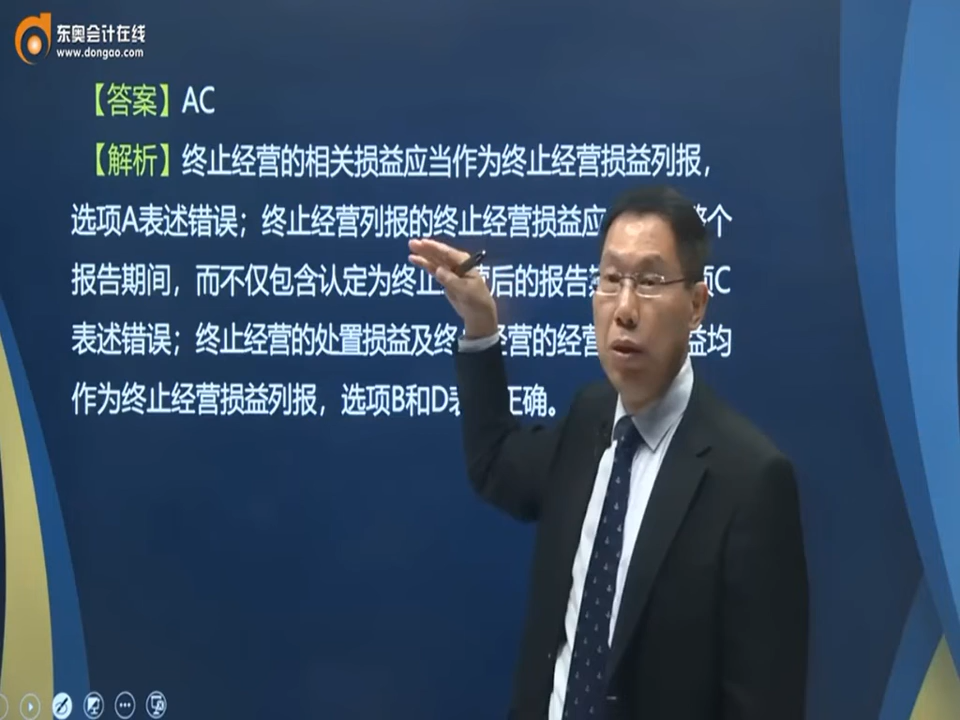 东奥会计在线
www.dongao.com
【答案】AC
【解析】终止经营的相关损益应当作为终止经营损益列报，
选项A表述错误；终止经营列报的终止经营损益应 个
报告期间，而不仅包含认定为终止 后的报告 C
表述错误；终止经营的处置损益及终 经营的经营 益均
作为终止经营损益列报，选项B和D表 正确。